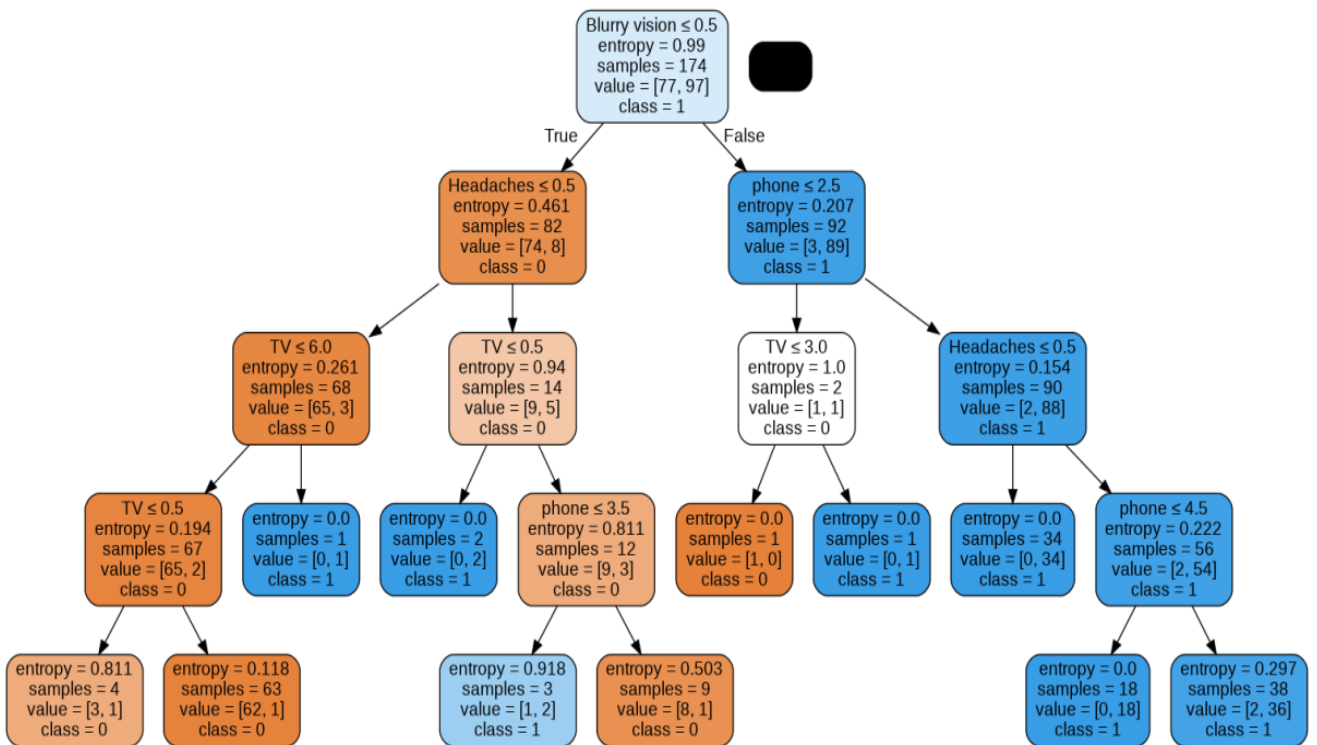 Blurry vision ≤ 0.5
entropy = 0.99
samples = 174
value = [77, 97]
class = 1
True
False
Headaches ≤ 0.5
entropy = 0.461
samples = 82
value = [74, 8]
class = 0
phone ≤ 2.5
entropy = 0.207
samples = 92
value = [3, 89]
class = 1
TV ≤ 6.0
entropy = 0.261
samples = 68
value = [65, 3]
class = 0
TV ≤ 0.5
entropy = 0.94
samples = 14
value = [9, 5]
class = 0
TV ≤ 3.0
entropy = 1.0
samples = 2
value = [1, 1]
class = 0
Headaches ≤ 0.5
entropy = 0.154
samples = 90
value = [2, 88]
class = 1
TV ≤ 0.5
entropy = 0.194
samples = 67
value = [65, 2]
class = 0
entropy = 0.0
samples = 1
value = [0, 1]
class = 1
entropy = 0.0
samples = 2
value = [0, 2]
class = 1
phone ≤ 3.5
entropy = 0.811
samples = 12
value = [9, 3]
class = 0
entropy = 0.0
samples = 1
value = [1, 0]
class = 0
entropy = 0.0
samples = 1
value = [0, 1]
class = 1
entropy = 0.0
samples = 34
value = [0, 34]
class = 1
phone ≤ 4.5
entropy = 0.222
samples = 56
value = [2, 54]
class = 1
entropy = 0.811
samples = 4
value = [3, 1]
class = 0
entropy = 0.118
samples = 63
value = [62, 1]
class = 0
entropy = 0.918
samples = 3
value = [1, 2]
class = 1
entropy = 0.503
samples = 9
value = [8, 1]
class = 0
entropy = 0.0
samples = 18
value = [0, 18]
class = 1
entropy = 0.297
samples = 38
value = [2, 36]
class = 1